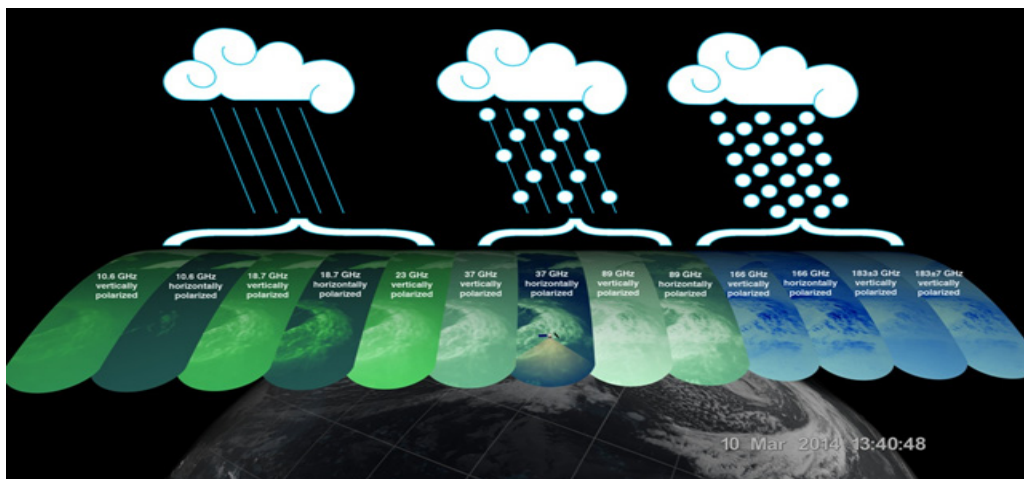 10.6 GHz
vertically
polarized
10.6 GHz
horizontally
polarized
18.7 GHz
vertically
polarized
18.7 GHz
horizontally
polarized
23 GHz
vertically
polarized
37 GHz
vertically
polarized
37 GHz
horizontally
polarized
89 GHz
vertically
polarized
89 GHz
horizontally
polarized
166 GHz
vertically
polarized
166 GHz
horizontally
polarized
183±3 GHz
vertically
polarized
183±7 GHz
vertically
polarized
10 Mar 2014 13:40:48